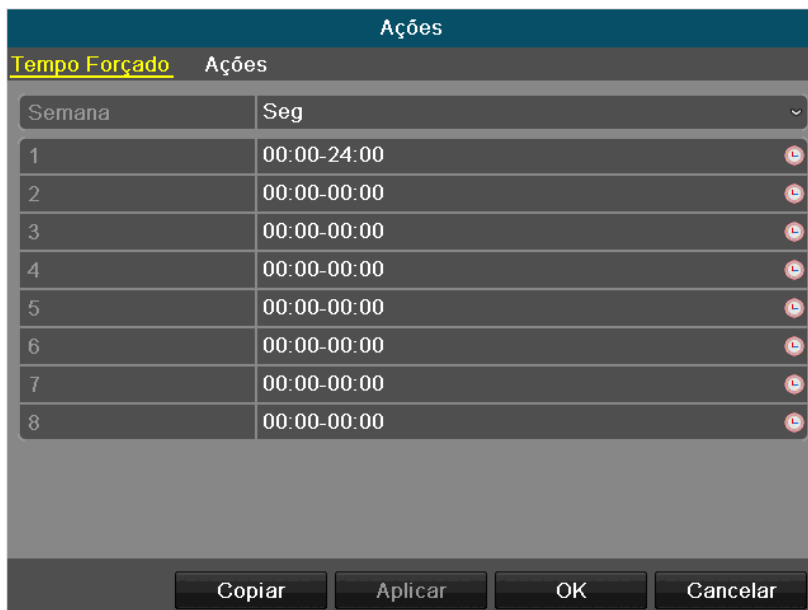 Ações
Tempo Forçado Ações
Semana Seg
1 00:00-24:00
2 00:00-00:00
3 00:00-00:00
4 00:00-00:00
5 00:00-00:00
6 00:00-00:00
7 00:00-00:00
8 00:00-00:00
Copiar Aplicar OK Cancelar